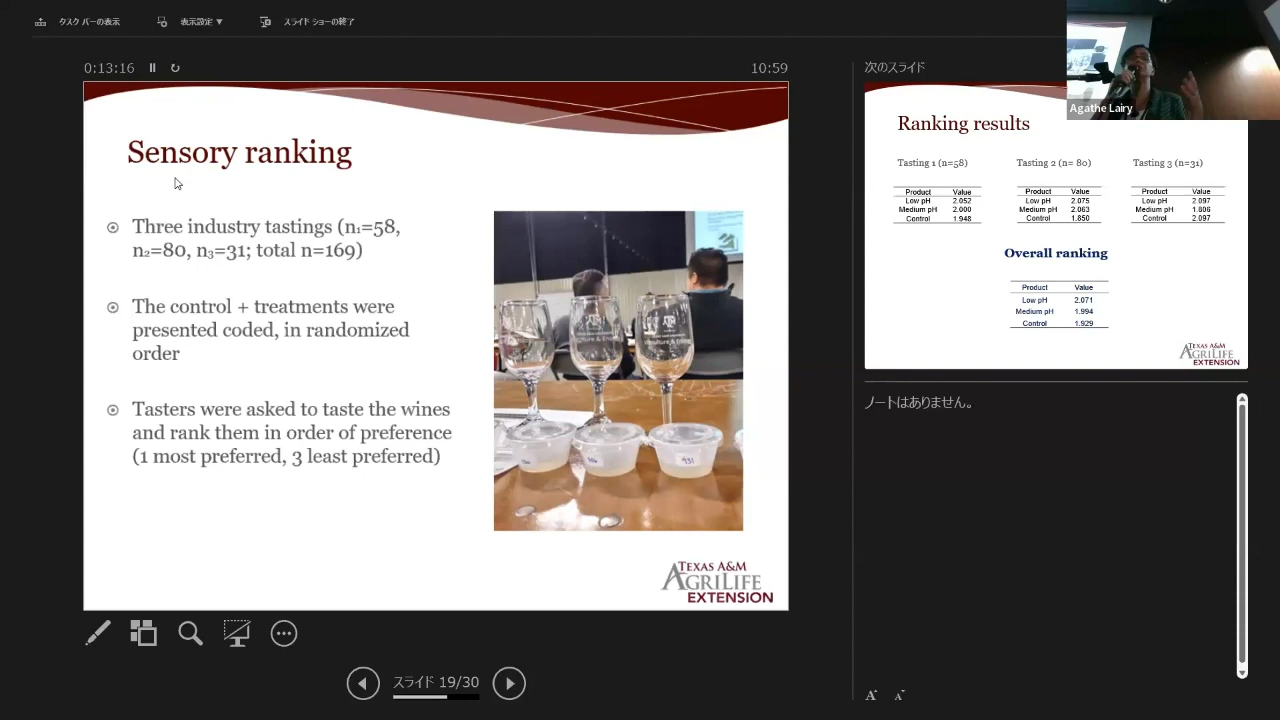 タスク バーの表示
表示設定 ▼
スライド ショーの終了
0:13:16
10:59
Sensory ranking
Three industry tastings (n₁=58,
n₂=80, n₃=31; total n=169)
The control + treatments were
presented coded, in randomized
order
Tasters were asked to taste the wines
and rank them in order of preference
(1 most preferred, 3 least preferred)
931
TEXAS A&M
AGRILIFE
EXTENSION
スライド 19/30
次のスライド
Agathe Lairy
Ranking results
Tasting 1 (n=58)
Tasting 2 (n= 80)
Tasting 3 (n=31)
Product Value
Low pH 2.052
Medium pH 2.000
Control 1.948
Product Value
Low pH 2.075
Medium pH 2.063
Control 1.850
Product Value
Low pH 2.097
Medium pH 1.806
Control 2.097
Overall ranking
Product Value
Low pH 2.071
Medium pH 1.994
Control 1.929
TEXAS A&M
AGRILIFE
EXTENSION
ノートはありません。
A
A